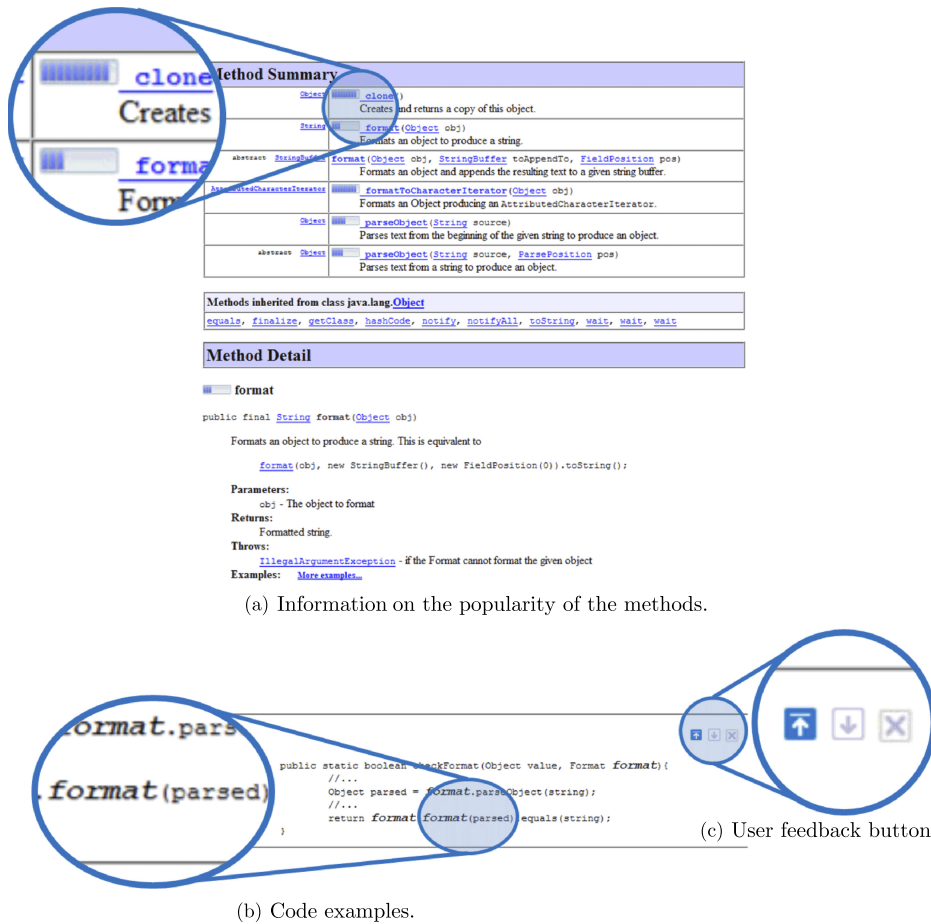 clone
Creates
forma
Form
Method Summary
Object clone()
Creates and returns a copy of this object.
String format(Object obj)
Formats an object to produce a string.
abstract StringBuffer format(Object obj, StringBuffer toAppendTo, FieldPosition pos)
Formats an object and appends the resulting text to a given string buffer.
AttributedCharacterIterator formatToCharacterIterator(Object obj)
Formats an Object producing an AttributedCharacterIterator.
Object parseObject(String source)
Parses text from the beginning of the given string to produce an object.
abstract Object parseObject(String source, ParsePosition pos)
Parses text from a string to produce an object.
Methods inherited from class java.lang.Object
equals, finalize, getClass, hashCode, notify, notifyAll, toString, wait, wait, wait
Method Detail
format
public final String format(Object obj)
Formats an object to produce a string. This is equivalent to
format(obj, new StringBuffer(), new FieldPosition(0)).toString();
Parameters:
obj - The object to format
Returns:
Formatted string.
Throws:
IllegalArgumentException - if the Format cannot format the given object
Examples: More examples...
(a) Information on the popularity of the methods.
format.pars
.format(parsed)
public static boolean checkFormat(Object value, Format format){
//...
Object parsed = format.parseObject(string);
//...
return format.format(parsed).equals(string);
}
(c) User feedback button
(b) Code examples.